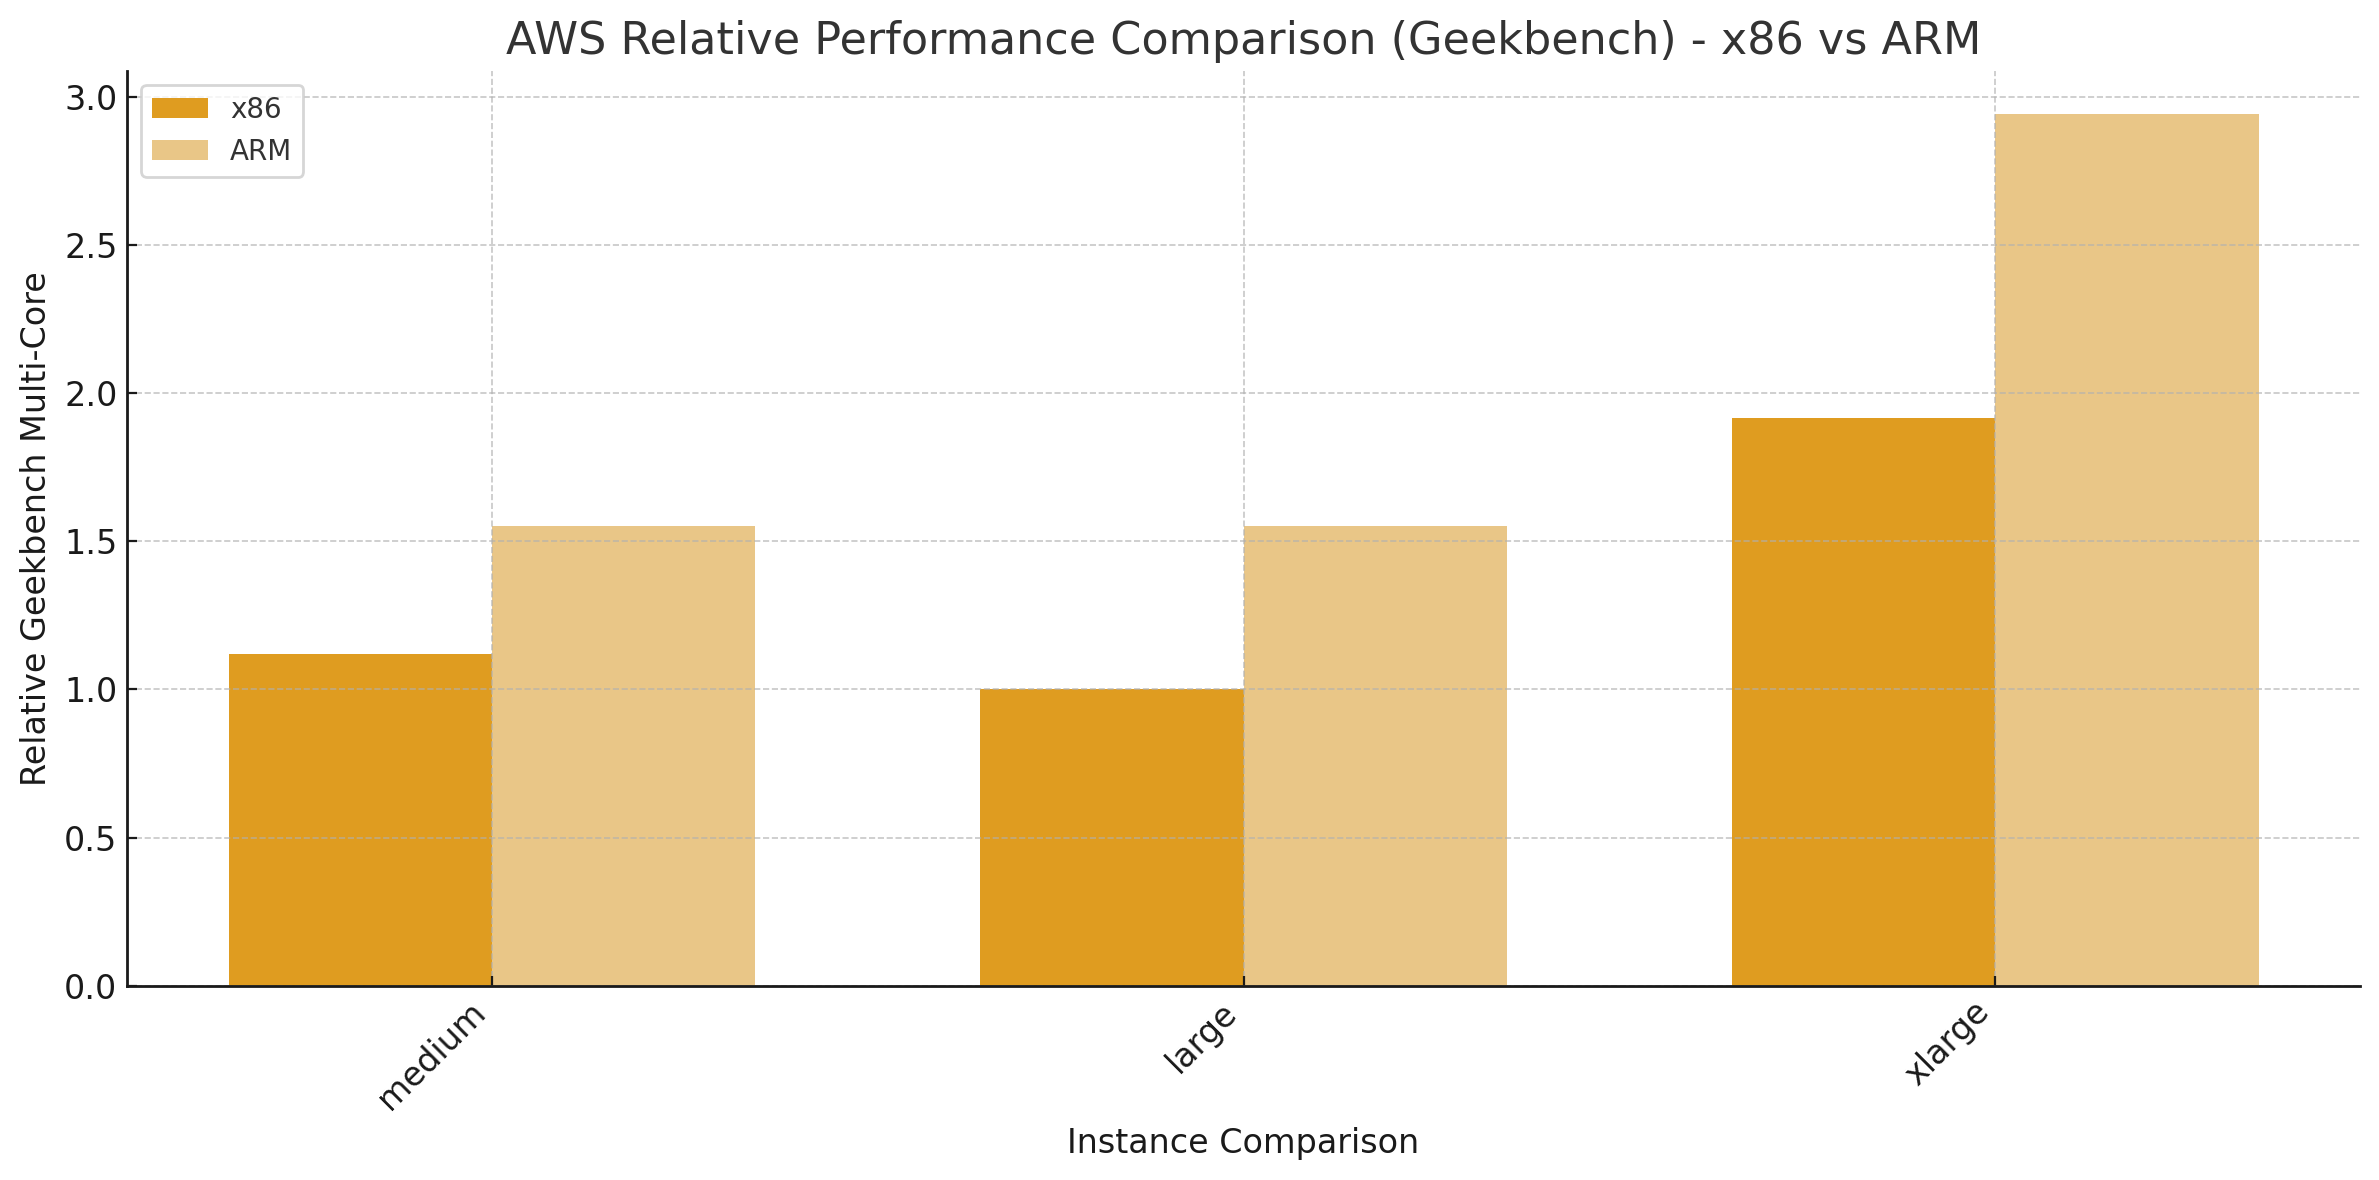 AWS Relative Performance Comparison (Geekbench) - x86 vs ARM
x86
ARM
Relative Geekbench Multi-Core
3.0
2.5
2.0
1.5
1.0
0.5
0.0
medium
large
xlarge
Instance Comparison